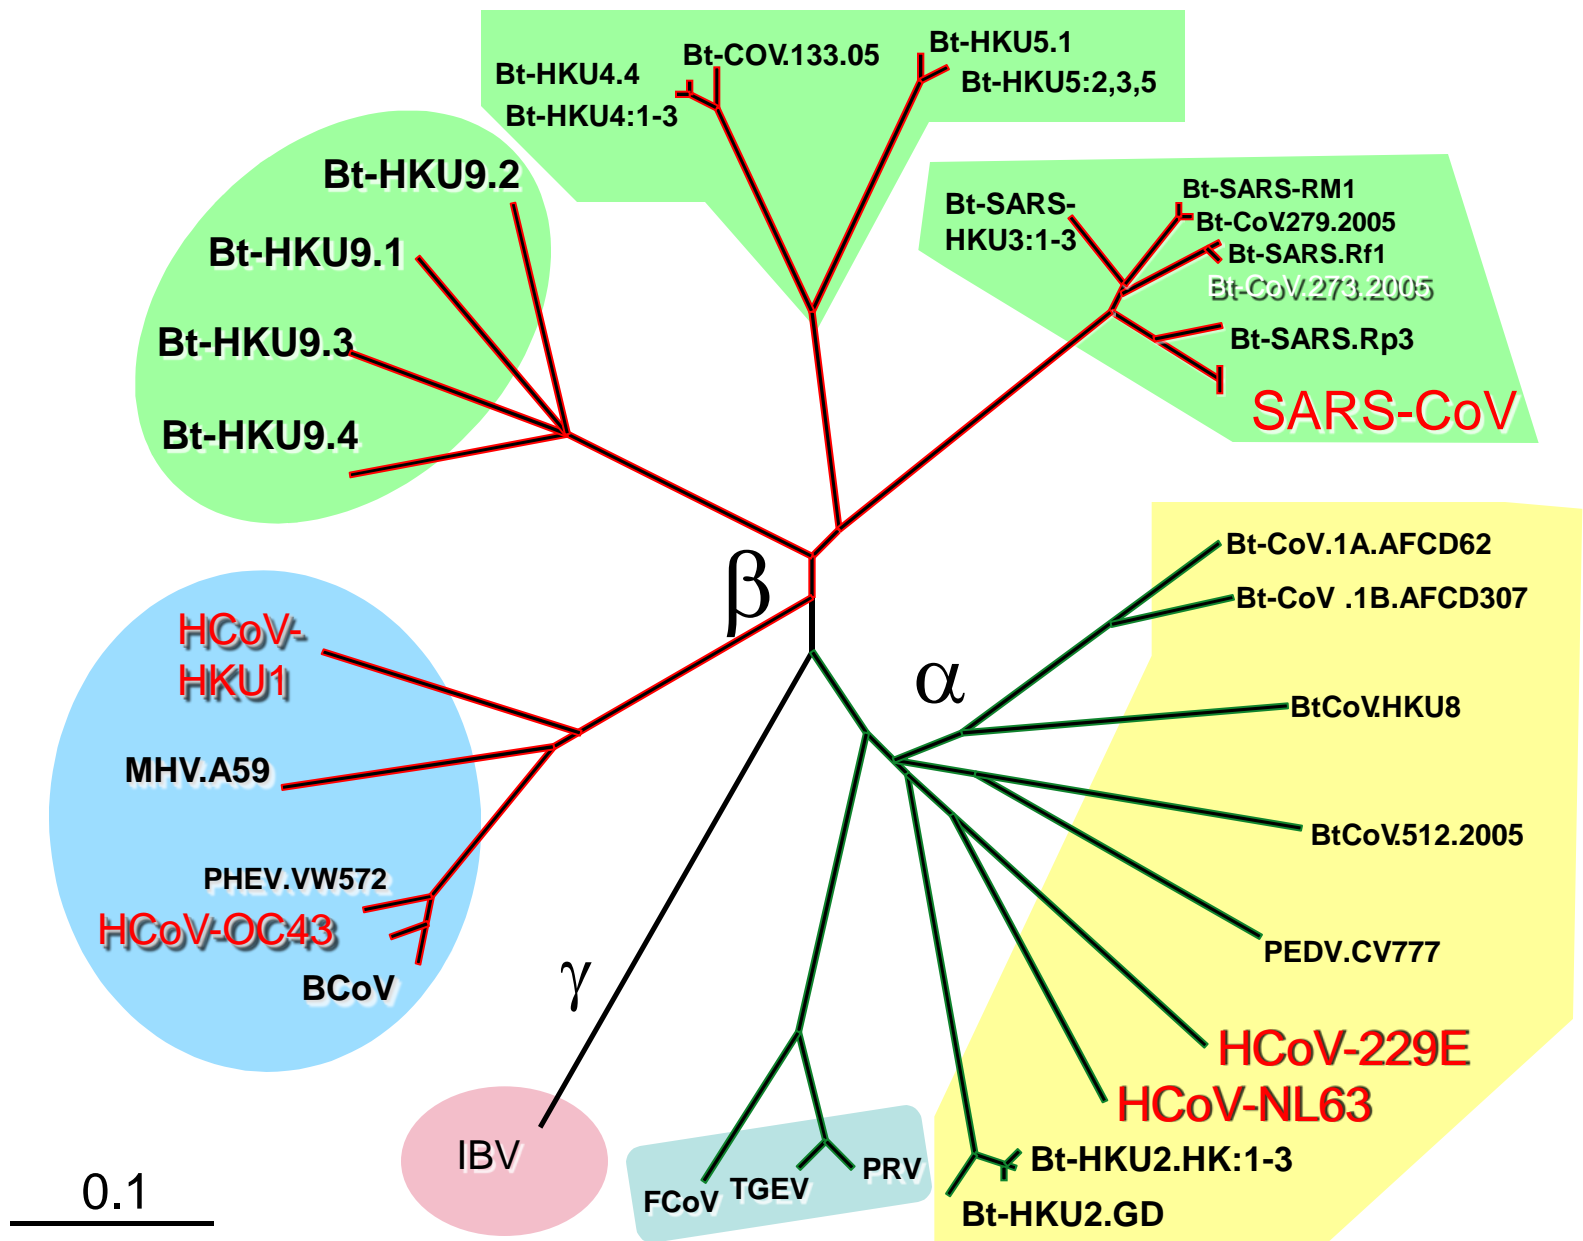 Bt-HKU5.1
Bt-COV.133.05
Bt-HKU4.4
Bt-HKU5:2,3,5
Bt-HKU4:1-3
Bt-HKU9.2
Bt-HKU9.1
Bt-HKU9.3
Bt-HKU9.4
Bt-SARS-
HKU3:1-3
Bt-SARS-RM1
Bt-CoV.279.2005
Bt-SARS.Rf1
Bt-CoV.273.2005
Bt-SARS.Rp3
SARS-CoV
β
α
γ
Bt-CoV.1A.AFCD62
Bt-CoV .1B.AFCD307
BtCoV.HKU8
BtCoV.512.2005
PEDV.CV777
HCoV-229E
HCoV-NL63
Bt-HKU2.HK:1-3
Bt-HKU2.GD
HCoV-
HKU1
MHV.A59
PHEV.VW572
HCoV-OC43
BCoV
IBV
FCoV
TGEV
PRV
0.1